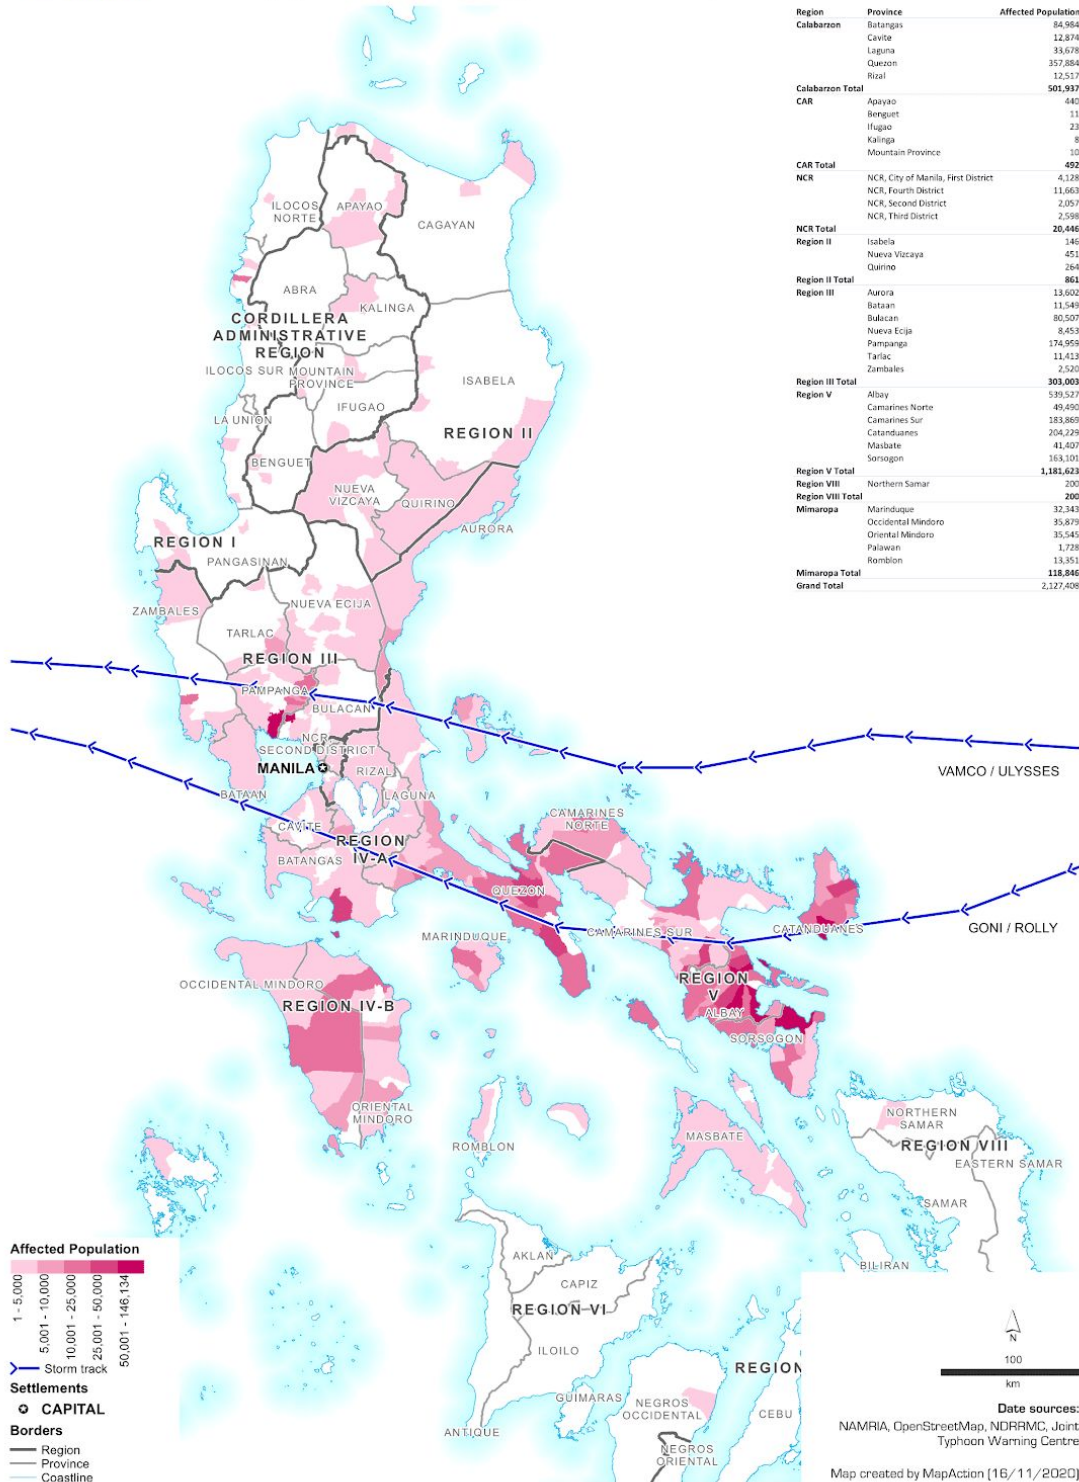 Region Province Affected Population
Calabarzon Batangas 84,984
Cavite 12,874
Laguna 33,678
Quezon 357,884
Rizal 12,517
Calabarzon Total 501,937
CAR Apayao 440
Benguet 11
Ifugao 23
Kalinga 8
Mountain Province 10
CAR Total 492
NCR NCR, City of Manila, First District 4,128
NCR, Fourth District 11,663
NCR, Second District 2,057
NCR, Third District 2,598
NCR Total 20,446
Region II Isabela 146
Nueva Vizcaya 451
Quirino 264
Region II Total 861
Region III Aurora 13,602
Bataan 11,549
Bulacan 80,507
Nueva Ecija 8,453
Pampanga 174,959
Tarlac 11,413
Zambales 2,520
Region III Total 303,003
Region V Albay 539,527
Camarines Norte 49,490
Camarines Sur 183,869
Catanduanes 204,229
Masbate 41,407
Sorsogon 163,101
Region V Total 1,181,623
Region VIII Northern Samar 200
Region VIII Total 200
Mimaropa Marinduque 32,343
Occidental Mindoro 35,879
Oriental Mindoro 35,545
Palawan 1,728
Romblon 13,351
Mimaropa Total 118,846
Grand Total 2,127,408
ILOCOS
NORTE
APAYAO
CAGAYAN
ABRA
KALINGA
CORDILLERA
ADMINISTRATIVE
REGION
ILOCOS SUR
MOUNTAIN
PROVINCE
ISABELA
IFUGAO
LA UNION
REGION II
BENGUET
NUEVA
VIZCAYA
QUIRINO
AURORA
REGION I
PANGASINAN
ZAMBALES
NUEVA ECIJA
TARLAC
REGION III
PAMPANGA
BULACAN
NCR
SECOND DISTRICT
MANILA
RIZAL
VAMCO / ULYSSES
BATAAN
LAGUNA
CAVITE
CAMARINES
NORTE
REGION
IV-A
BATANGAS
QUEZON
CATANDUANES
GONI / ROLLY
MARINDUQUE
CAMARINES SUR
OCCIDENTAL MINDORO
REGION
V
REGION IV-B
ALBAY
SORSOGON
ORIENTAL
MINDORO
ROMBLON
MASBATE
NORTHERN
SAMAR
REGION VIII
EASTERN SAMAR
SAMAR
BILIRAN
AKLAN
CAPIZ
REGION VI
ILOILO
GUIMARAS
ANTIQUE
NEGROS
OCCIDENTAL
REGION
CEBU
NEGROS
ORIENTAL
Affected Population
1 - 5,000
5,001 - 10,000
10,001 - 25,000
25,001 - 50,000
50,001 - 146,134
Storm track
Settlements
CAPITAL
Borders
Region
Province
Coastline
N
100
km
Date sources:
NAMRIA, OpenStreetMap, NDRRMC, Joint
Typhoon Warning Centre
Map created by MapAction (16/11/2020)